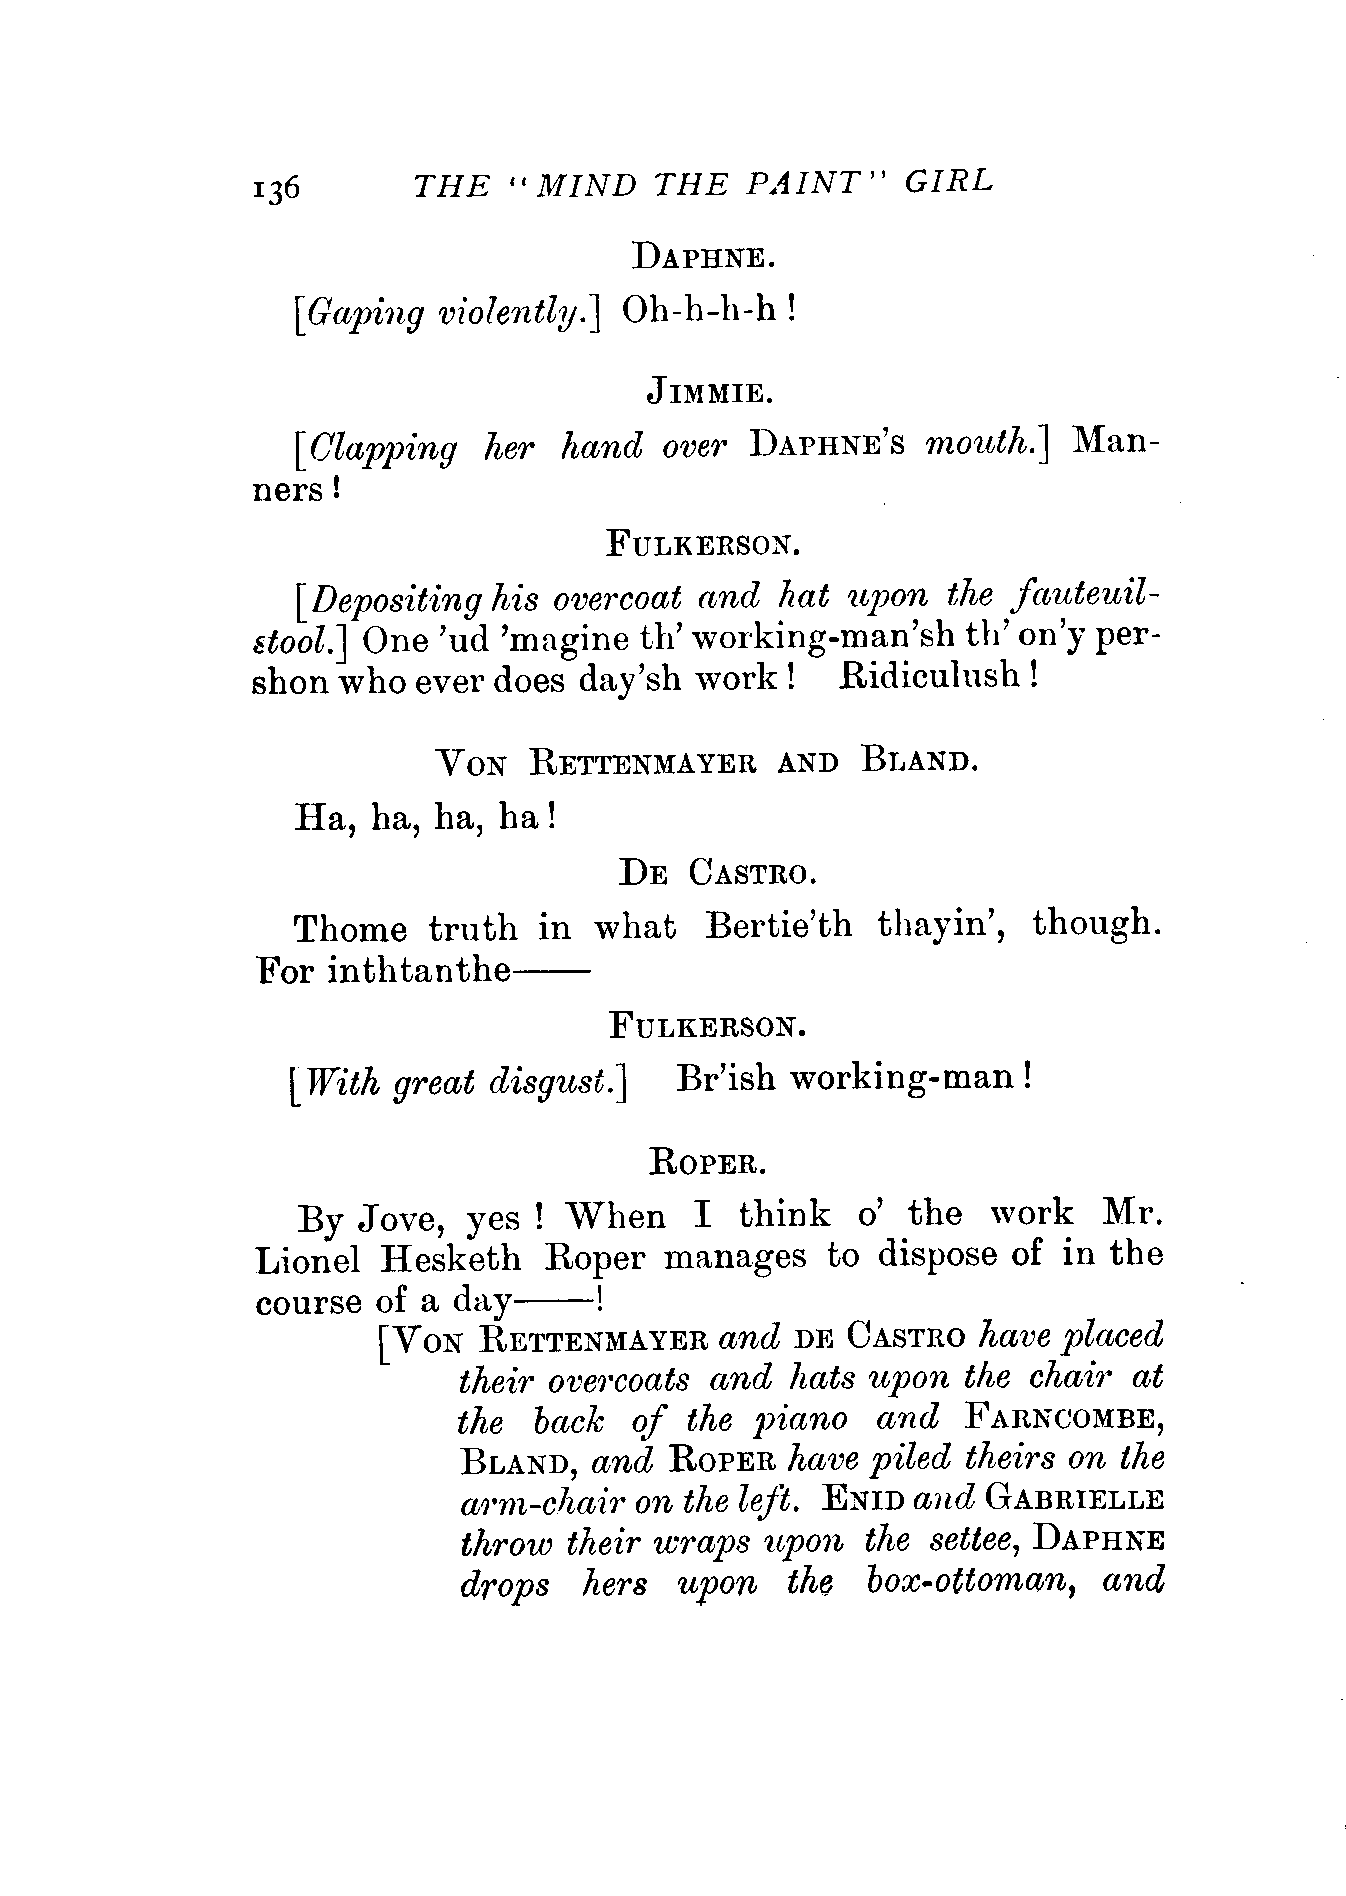 136 THE "MIND THE PAINT" GIRL
DAPHNE.
[Gaping violently.] Oh-h-h-h!
JIMMIE.
[Clapping her hand over DAPHNE'S mouth.] Man-
ners!
FULKERSON.
[Depositing his overcoat and hat upon the fauteuil-
stool.] One 'ud 'magine th' working-man'sh th' on'y per-
shon who ever does day'sh work! Ridiculush!
VON RETTENMAYER AND BLAND.
Ha, ha, ha, ha!
DE CASTRO.
Thome truth in what Bertie'th thayin', though.
For inthtanthe——
FULKERSON.
[With great disgust.] Br'ish working-man!
ROPER.
By Jove, yes! When I think o' the work Mr.
Lionel Hesketh Roper manages to dispose of in the
course of a day——!
[VON RETTENMAYER and DE CASTRO have placed
their overcoats and hats upon the chair at
the back of the piano and FARNCOMBE,
BLAND, and ROPER have piled theirs on the
arm-chair on the left. ENID and GABRIELLE
throw their wraps upon the settee, DAPHNE
drops hers upon the box-ottoman, and